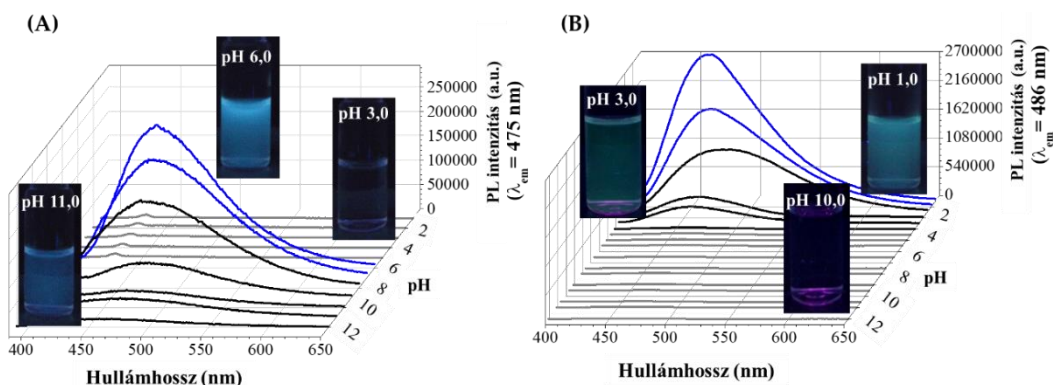 (A)
pH 6,0
pH 3,0
pH 11,0
250000
200000
150000
100000
50000
0
PL intenzitás (a.u.)
(λem = 475 nm)
2
4
6
8
10
12
pH
400 450 500 550 600 650
Hullámhossz (nm)
(B)
pH 3,0
pH 1,0
pH 10,0
2700000
2160000
1620000
1080000
540000
0
PL intenzitás (a.u.)
(λem = 486 nm)
2
4
6
8
10
12
pH
400 450 500 550 600 650
Hullámhossz (nm)